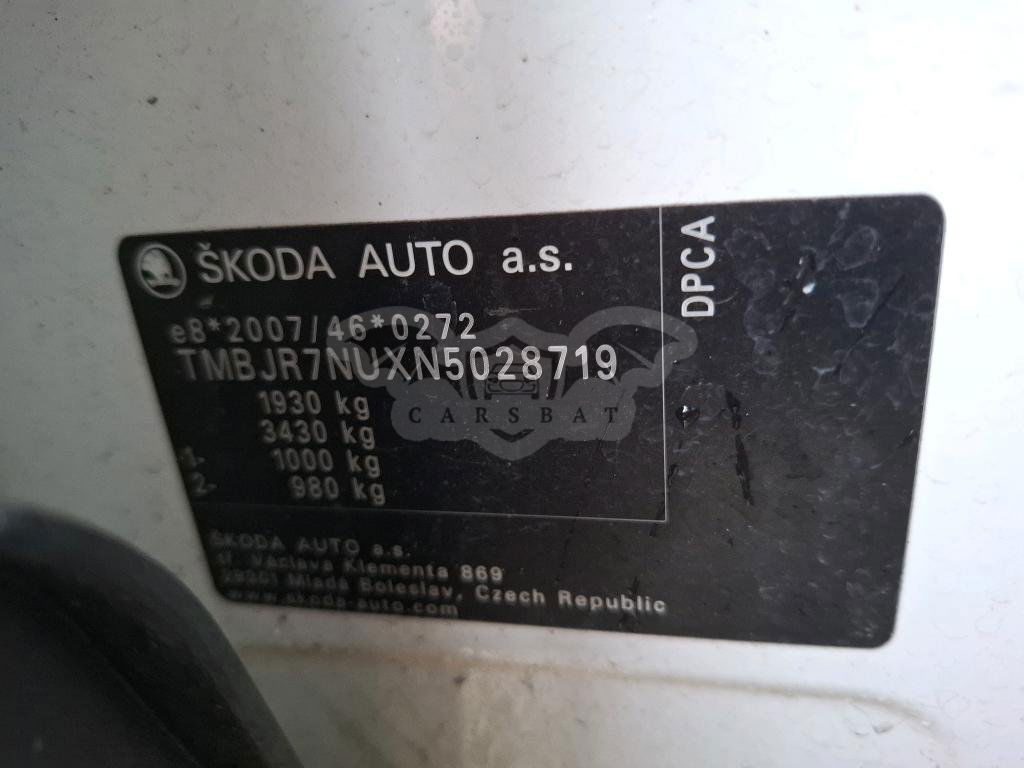 ŠKODA AUTO a.s.
DPCA
e8*2007/46*0272
TMBJR7NUXN5028719
1930 kg
3430 kg
1. 1000 kg
2. 980 kg
CARSBAT
ŠKODA AUTO a.s.
tř. Václava Klementa 869
29301 Mladá Boleslav, Czech Republic
www.skoda-auto.com